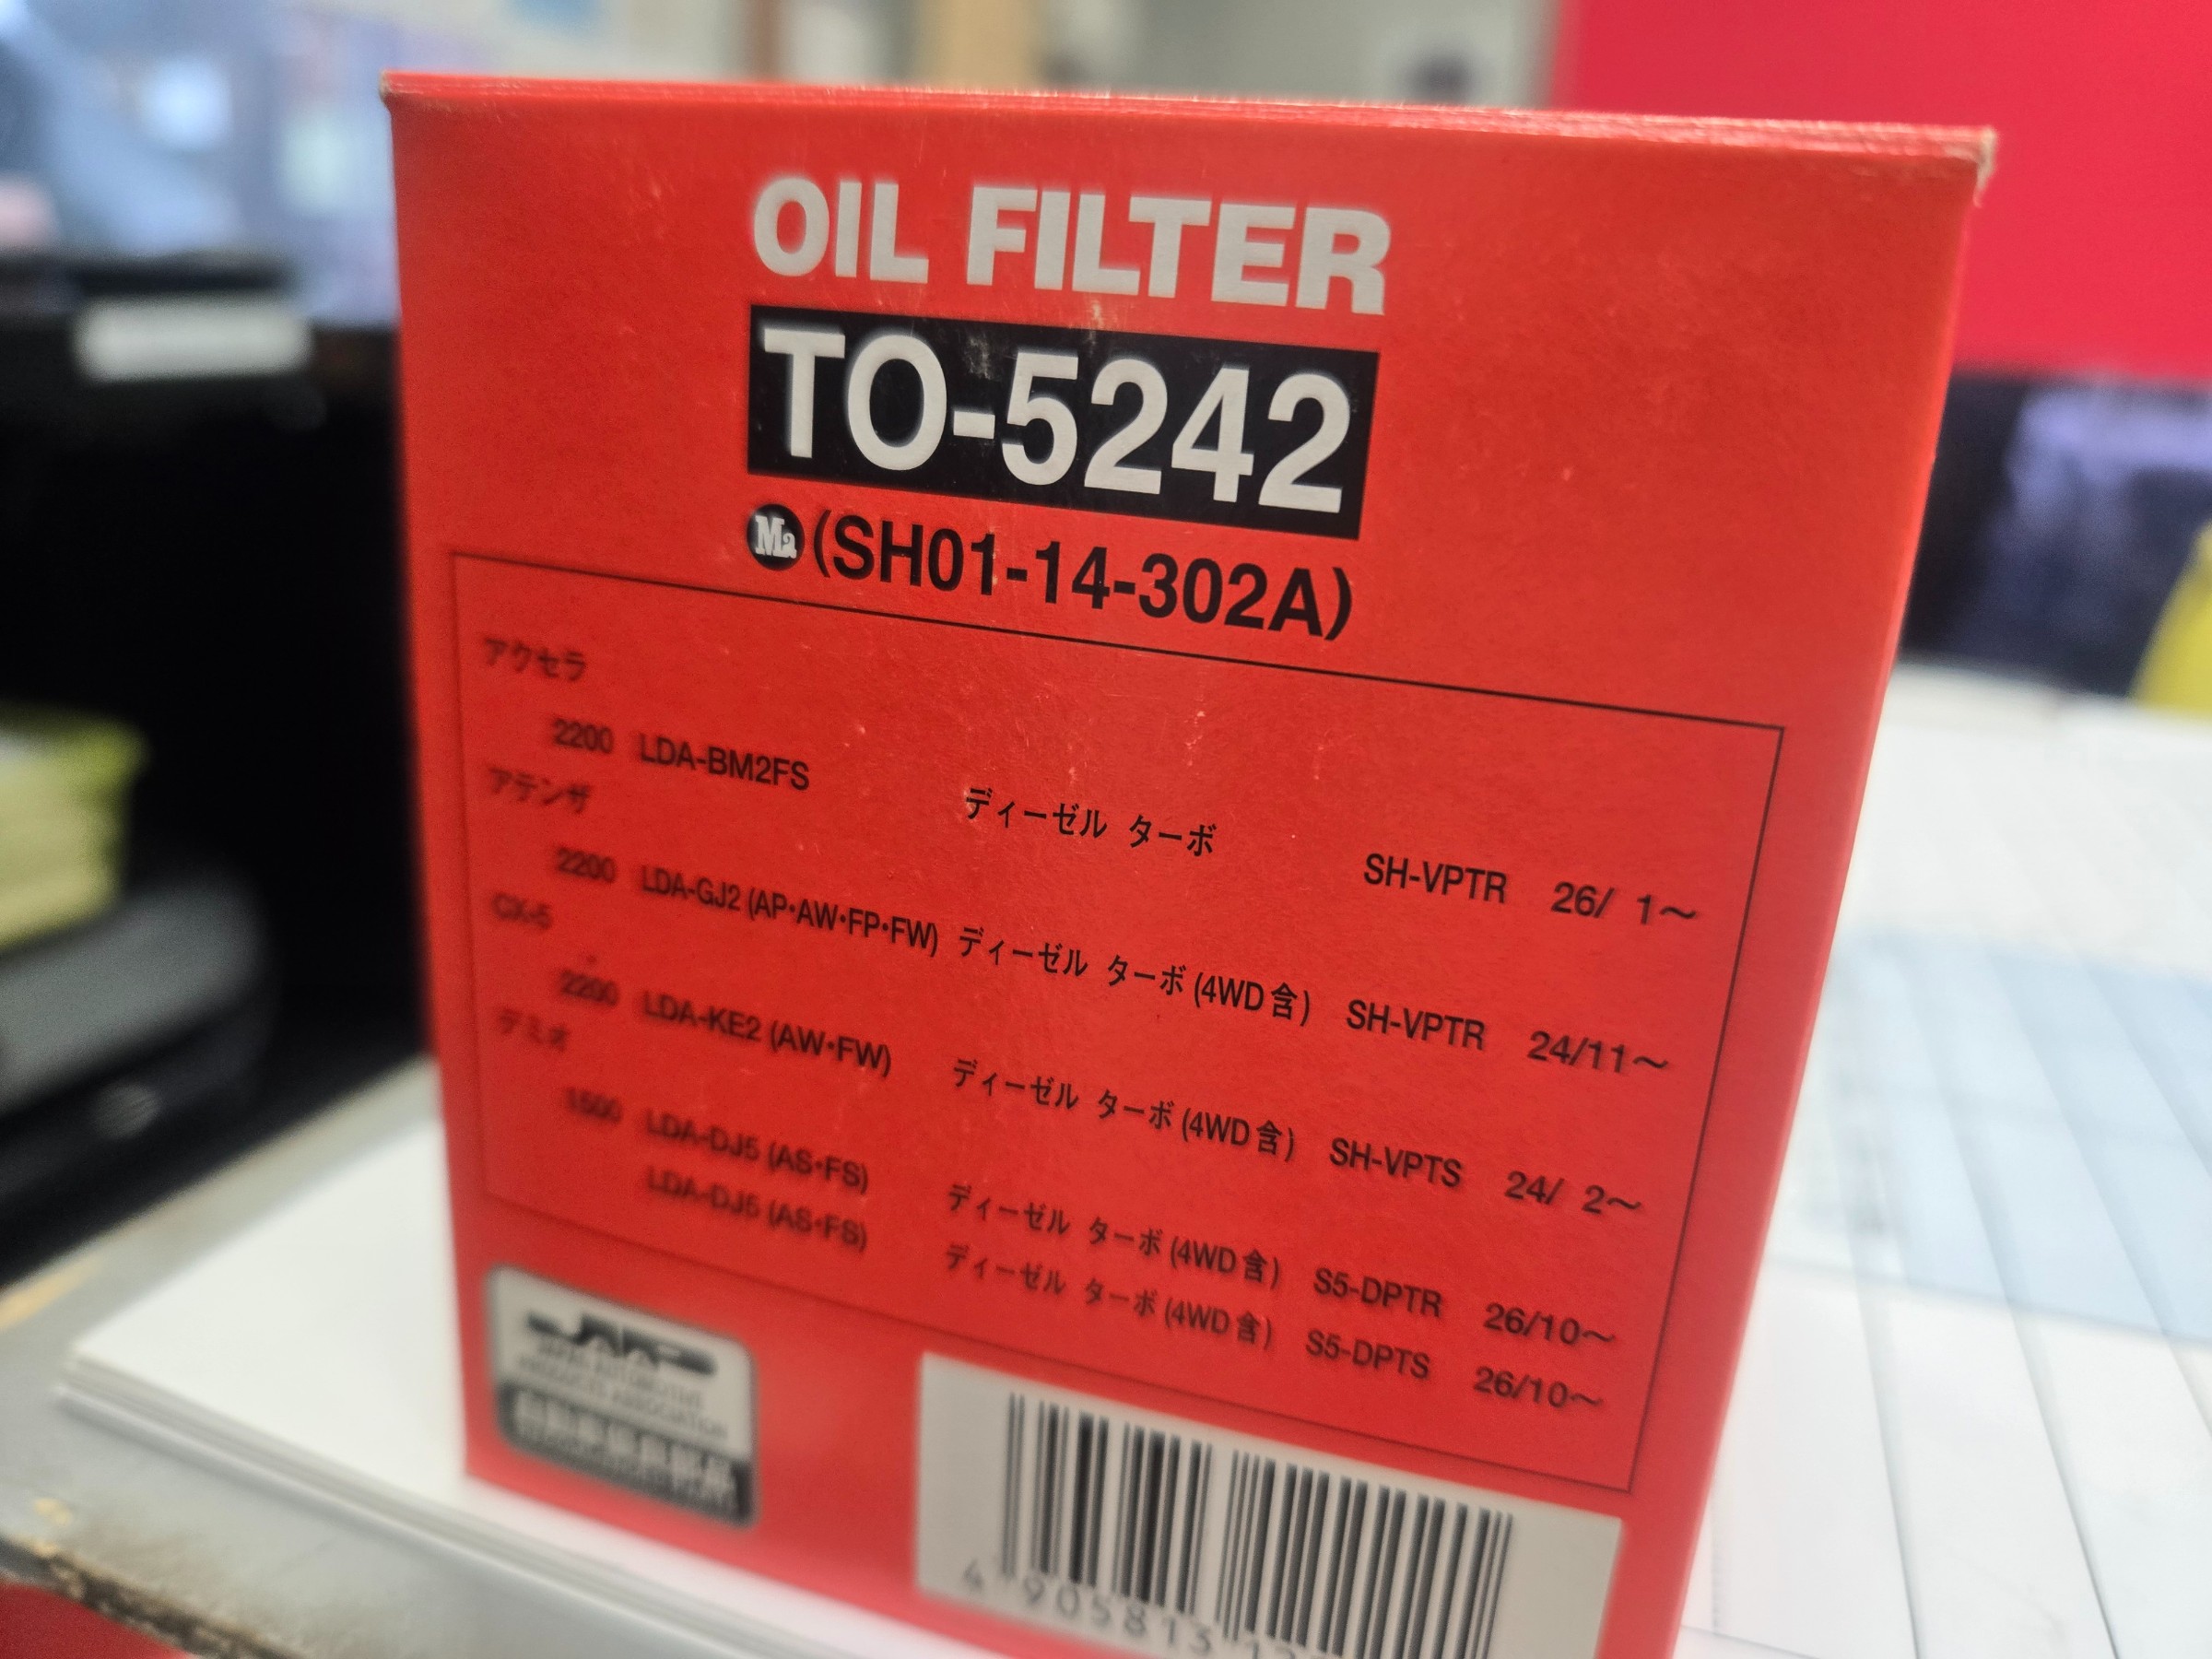 OIL FILTER
TO-5242
Ma (SH01-14-302A)
アクセラ
2200 LDA-BM2FS ディーゼル ターボ SH-VPTR 26/ 1～
アテンザ
2200 LDA-GJ2 (AP･AW･FP･FW) ディーゼル ターボ (4WD含) SH-VPTR 24/11～
CX-5
2200 LDA-KE2 (AW･FW) ディーゼル ターボ (4WD含) SH-VPTS 24/ 2～
デミオ
1500 LDA-DJ5 (AS･FS) ディーゼル ターボ (4WD含) S5-DPTR 26/10～
LDA-DJ5 (AS･FS) ディーゼル ターボ (4WD含) S5-DPTS 26/10～
4 905813